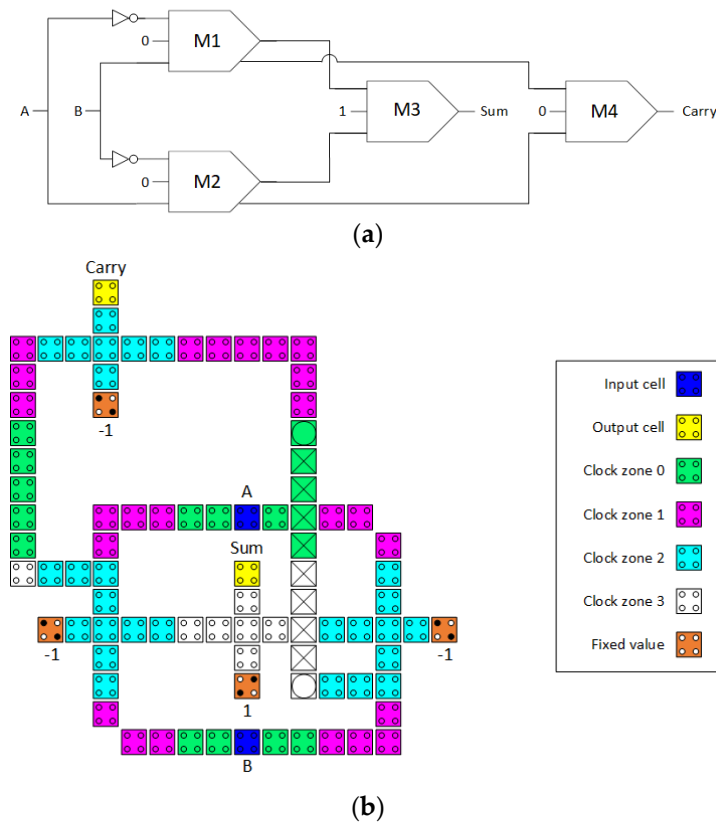 M1
0
A
B
M3
1
Sum
M4
0
Carry
M2
0
(a)
Carry
-1
A
Sum
-1
-1
1
B
Input cell
Output cell
Clock zone 0
Clock zone 1
Clock zone 2
Clock zone 3
Fixed value
(b)